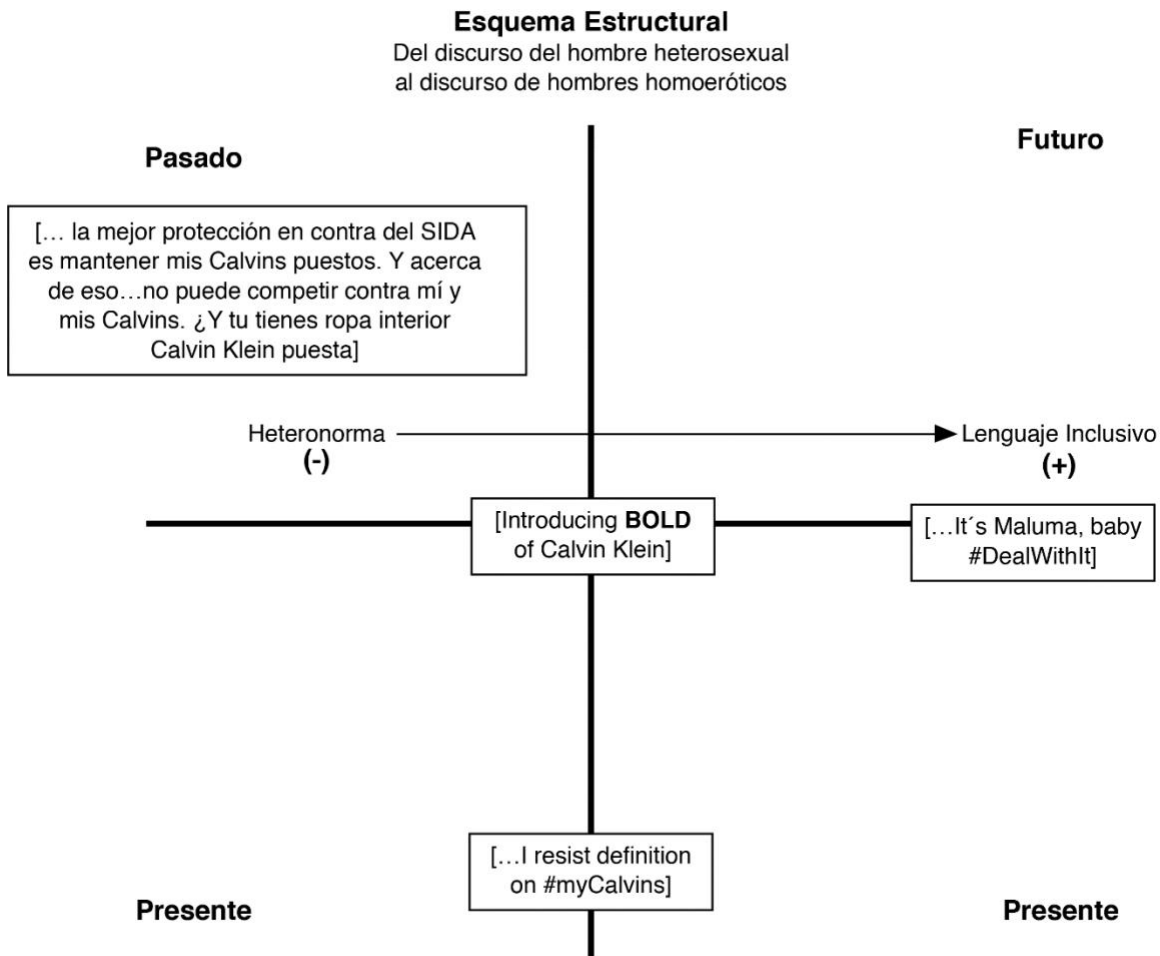 Esquema Estructural
Del discurso del hombre heterosexual
al discurso de hombres homoeróticos
Pasado
Futuro
[… la mejor protección en contra del SIDA
es mantener mis Calvins puestos. Y acerca
de eso…no puede competir contra mí y
mis Calvins. ¿Y tu tienes ropa interior
Calvin Klein puesta]
Heteronorma
(-)
Lenguaje Inclusivo
(+)
[Introducing BOLD
of Calvin Klein]
[…It´s Maluma, baby
#DealWithIt]
[…I resist definition
on #myCalvins]
Presente
Presente